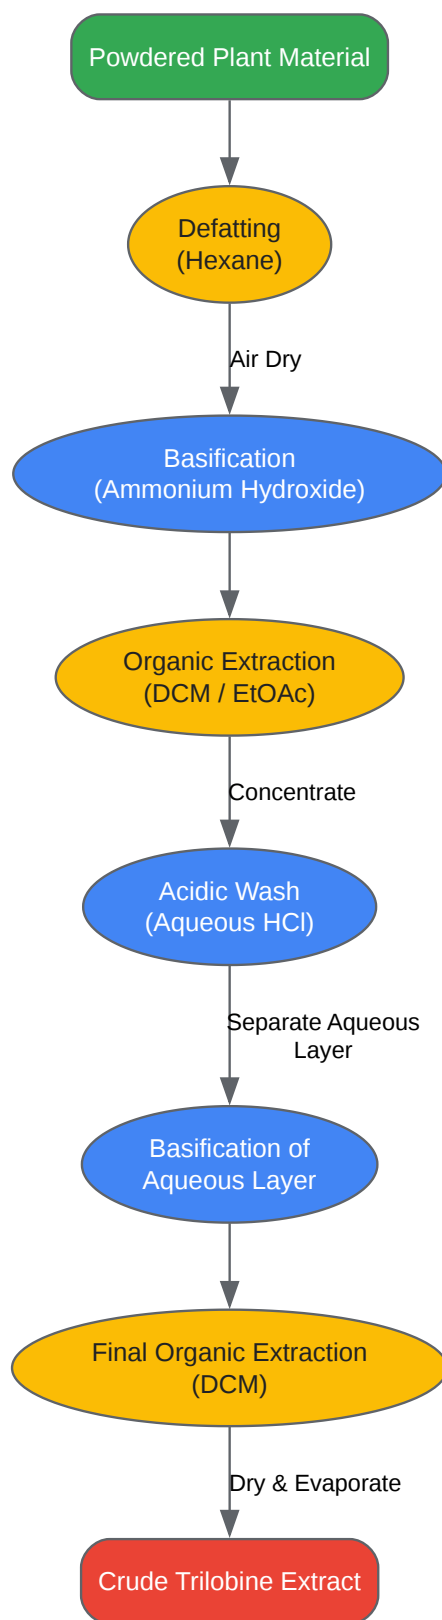 Powdered Plant Material
Defatting
(Hexane)
Air Dry
Basification
(Ammonium Hydroxide)
Organic Extraction
(DCM / EtOAc)
Concentrate
Acidic Wash
(Aqueous HCl)
Separate Aqueous
Layer
Basification of
Aqueous Layer
Final Organic Extraction
(DCM)
Dry & Evaporate
Crude Trilobine Extract